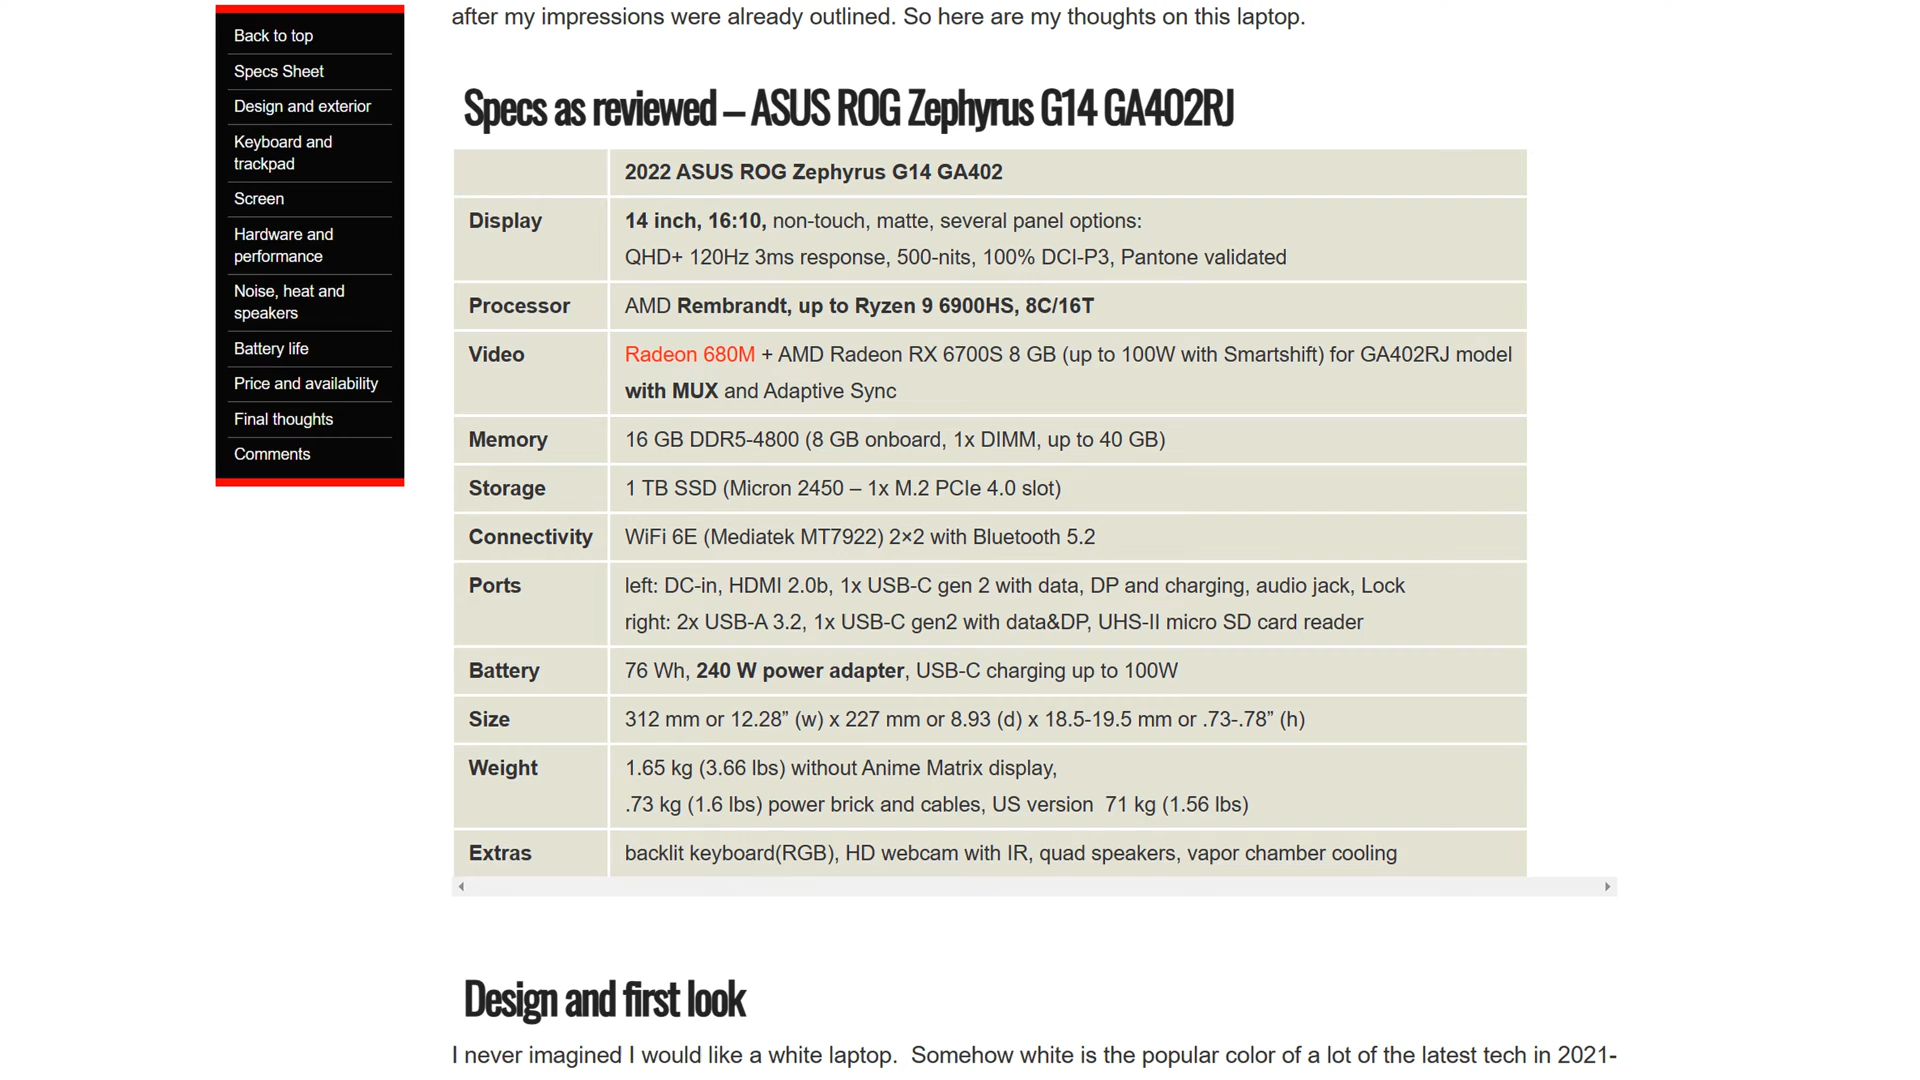 after my impressions were already outlined. So here are my thoughts on this laptop.
Back to top
Specs Sheet
Design and exterior
Keyboard and
trackpad
Screen
Hardware and
performance
Noise, heat and
speakers
Battery life
Price and availability
Final thoughts
Comments
Specs as reviewed – ASUS ROG Zephyrus G14 GA402RJ
2022 ASUS ROG Zephyrus G14 GA402
Display
14 inch, 16:10, non-touch, matte, several panel options:
QHD+ 120Hz 3ms response, 500-nits, 100% DCI-P3, Pantone validated
Processor
AMD Rembrandt, up to Ryzen 9 6900HS, 8C/16T
Video
Radeon 680M + AMD Radeon RX 6700S 8 GB (up to 100W with Smartshift) for GA402RJ model
with MUX and Adaptive Sync
Memory
16 GB DDR5-4800 (8 GB onboard, 1x DIMM, up to 40 GB)
Storage
1 TB SSD (Micron 2450 – 1x M.2 PCIe 4.0 slot)
Connectivity
WiFi 6E (Mediatek MT7922) 2×2 with Bluetooth 5.2
Ports
left: DC-in, HDMI 2.0b, 1x USB-C gen 2 with data, DP and charging, audio jack, Lock
right: 2x USB-A 3.2, 1x USB-C gen2 with data&DP, UHS-II micro SD card reader
Battery
76 Wh, 240 W power adapter, USB-C charging up to 100W
Size
312 mm or 12.28” (w) x 227 mm or 8.93 (d) x 18.5-19.5 mm or .73-.78” (h)
Weight
1.65 kg (3.66 lbs) without Anime Matrix display,
.73 kg (1.6 lbs) power brick and cables, US version  71 kg (1.56 lbs)
Extras
backlit keyboard(RGB), HD webcam with IR, quad speakers, vapor chamber cooling
Design and first look
I never imagined I would like a white laptop.  Somehow white is the popular color of a lot of the latest tech in 2021-